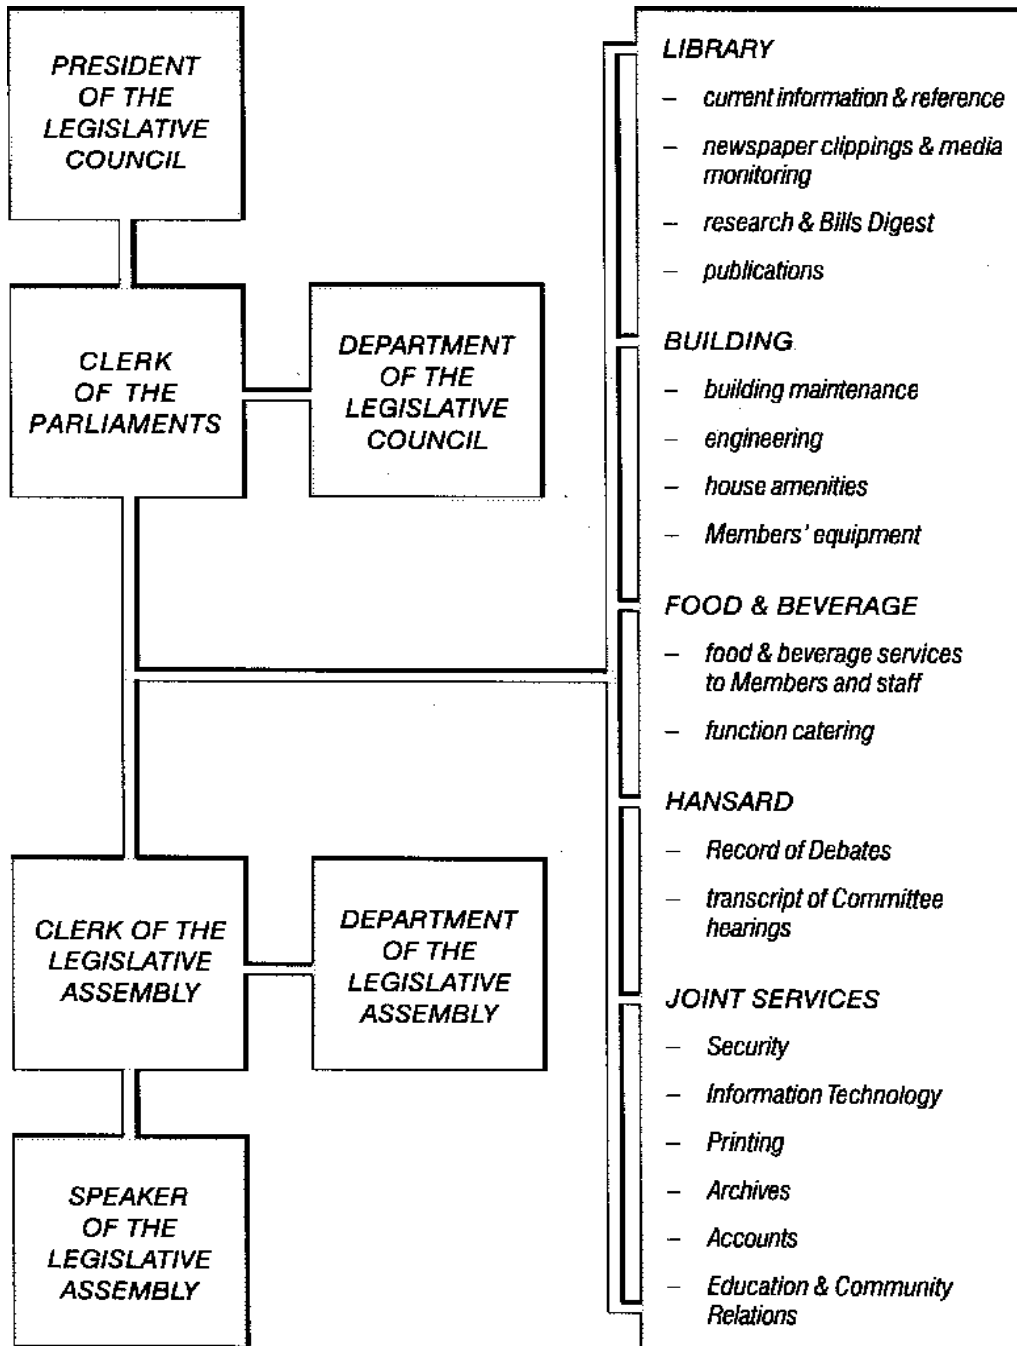 PRESIDENT
OF THE
LEGISLATIVE
COUNCIL
CLERK
OF THE
PARLIAMENTS
DEPARTMENT
OF THE
LEGISLATIVE
COUNCIL
CLERK OF THE
LEGISLATIVE
ASSEMBLY
DEPARTMENT
OF THE
LEGISLATIVE
ASSEMBLY
SPEAKER
OF THE
LEGISLATIVE
ASSEMBLY
LIBRARY
– current information & reference
– newspaper clippings & media
monitoring
– research & Bills Digest
– publications
BUILDING
– building maintenance
– engineering
– house amenities
– Members' equipment
FOOD & BEVERAGE
– food & beverage services
to Members and staff
– function catering
HANSARD
– Record of Debates
– transcript of Committee
hearings
JOINT SERVICES
– Security
– Information Technology
– Printing
– Archives
– Accounts
– Education & Community
Relations